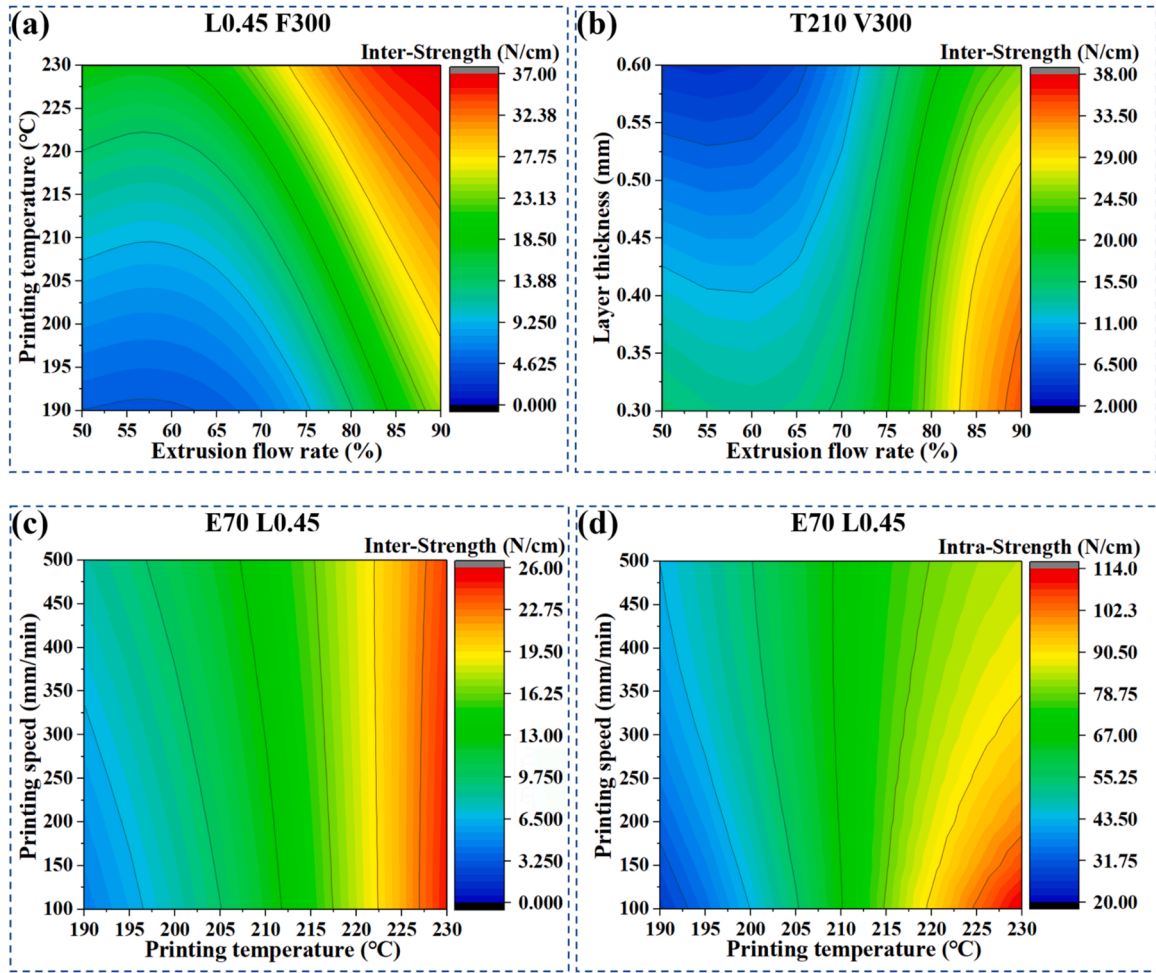 (a)
L0.45 F300
Inter-Strength (N/cm)
Printing temperature (°C)
230
225
220
215
210
205
200
195
190
50 55 60 65 70 75 80 85 90
Extrusion flow rate (%)
37.00
32.38
27.75
23.13
18.50
13.88
9.250
4.625
0.000
(b)
T210 V300
Inter-Strength (N/cm)
Layer thickness (mm)
0.60
0.55
0.50
0.45
0.40
0.35
0.30
50 55 60 65 70 75 80 85 90
Extrusion flow rate (%)
38.00
33.50
29.00
24.50
20.00
15.50
11.00
6.500
2.000
(c)
E70 L0.45
Inter-Strength (N/cm)
Printing speed (mm/min)
500
450
400
350
300
250
200
150
100
190 195 200 205 210 215 220 225 230
Printing temperature (°C)
26.00
22.75
19.50
16.25
13.00
9.750
6.500
3.250
0.000
(d)
E70 L0.45
Intra-Strength (N/cm)
Printing speed (mm/min)
500
450
400
350
300
250
200
150
100
190 195 200 205 210 215 220 225 230
Printing temperature (°C)
114.0
102.3
90.50
78.75
67.00
55.25
43.50
31.75
20.00